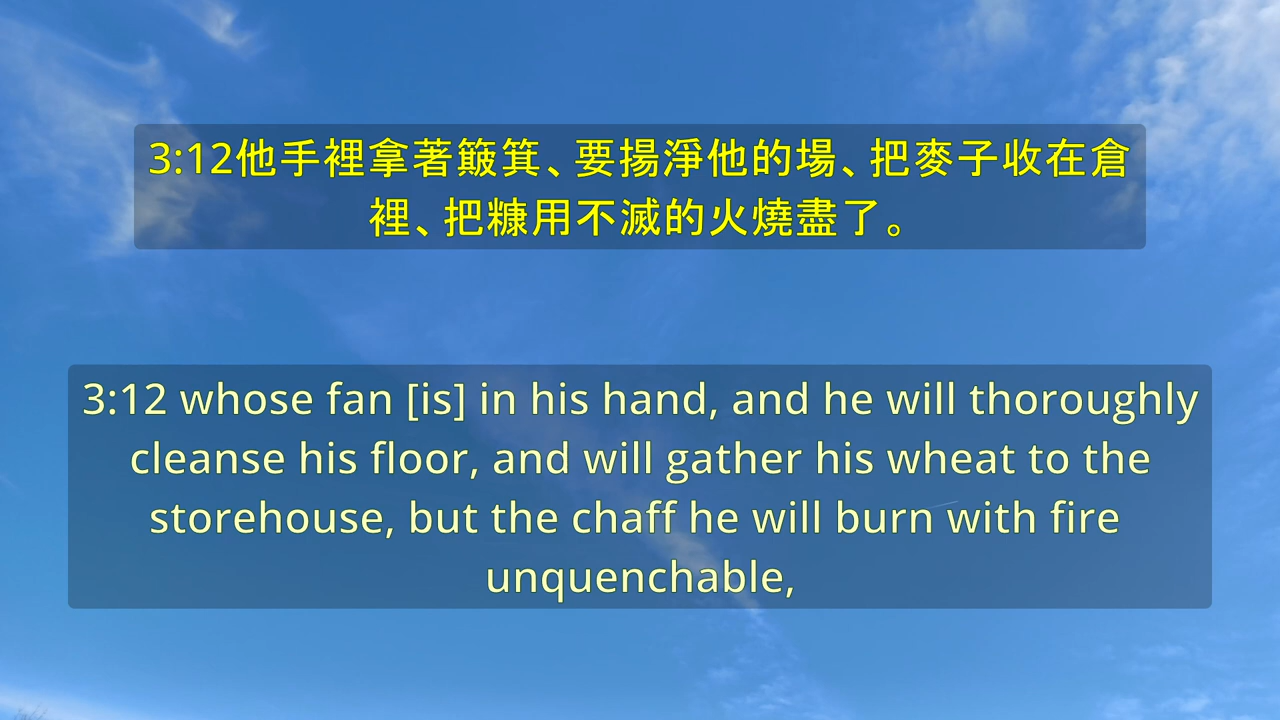 3:12他手裡拿著簸箕、要揚淨他的場、把麥子收在倉
裡、把糠用不滅的火燒盡了。
3:12 whose fan [is] in his hand, and he will thoroughly
cleanse his floor, and will gather his wheat to the
storehouse, but the chaff he will burn with fire
unquenchable,